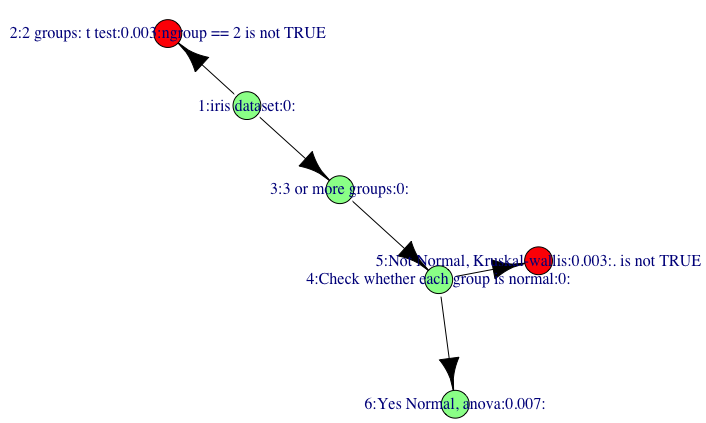 2:2 groups: t test:0.003:ngroup == 2 is not TRUE
1:iris dataset:0:
3:3 or more groups:0:
5:Not Normal, Kruskal wallis:0.003:. is not TRUE
4:Check whether each group is normal:0:
6:Yes Normal, anova:0.007: